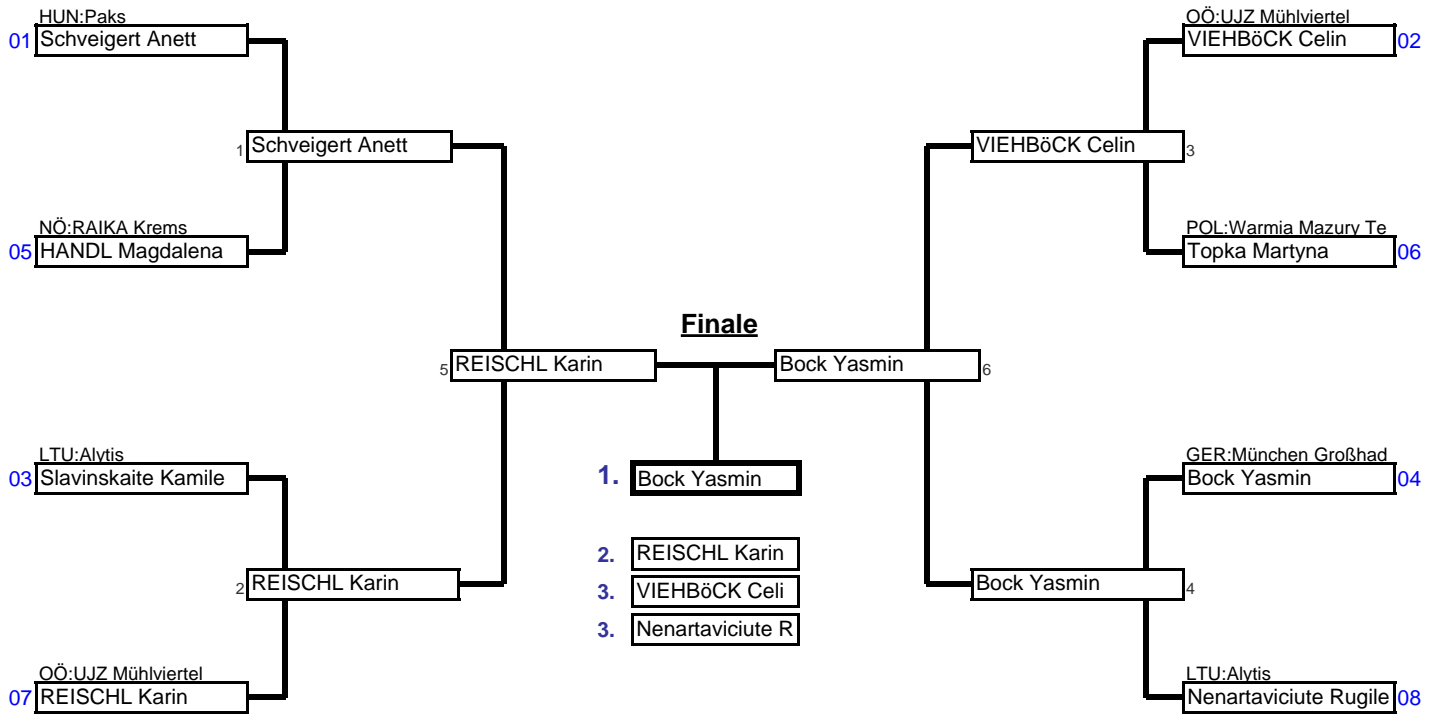 HUN:Paks
01 Schveigert Anett
1 Schveigert Anett
NÖ:RAIKA Krems
05 HANDL Magdalena
5 REISCHL Karin
LTU:Alytis
03 Slavinskaite Kamile
2 REISCHL Karin
OÖ:UJZ Mühlviertel
07 REISCHL Karin
Finale
1. Bock Yasmin
2. REISCHL Karin
3. VIEHBöCK Celi
3. Nenartaviciute R
OÖ:UJZ Mühlviertel
VIEHBöCK Celin 02
VIEHBöCK Celin 3
POL:Warmia Mazury Te
Topka Martyna 06
Bock Yasmin 6
GER:München Großhad
Bock Yasmin 04
Bock Yasmin 4
LTU:Alytis
Nenartaviciute Rugile 08